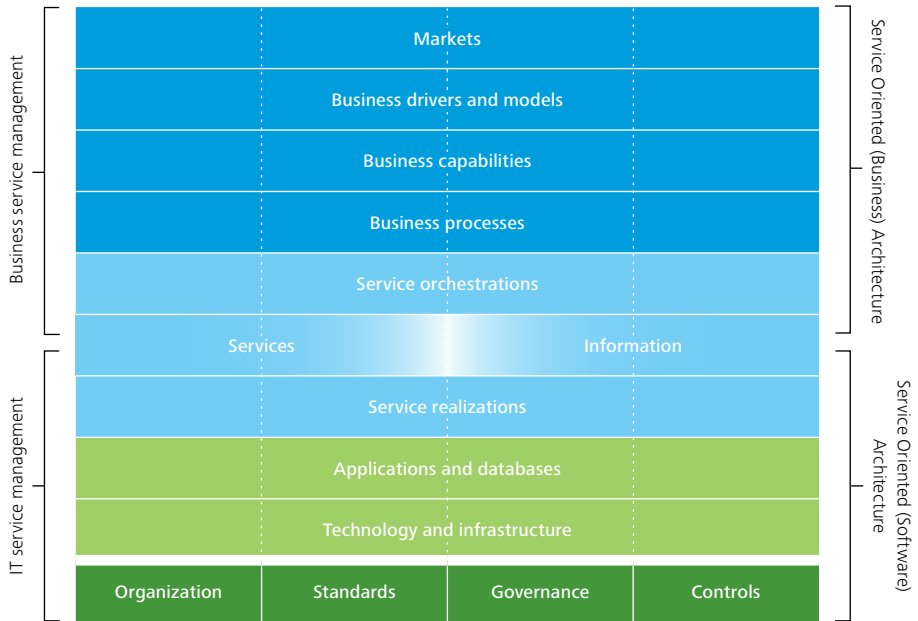 Business service management
IT service management
Markets
Business drivers and models
Business capabilities
Business processes
Service orchestrations
Services
Information
Service realizations
Applications and databases
Technology and infrastructure
Organization
Standards
Governance
Controls
Service Oriented (Business) Architecture
Service Oriented (Software)
Architecture